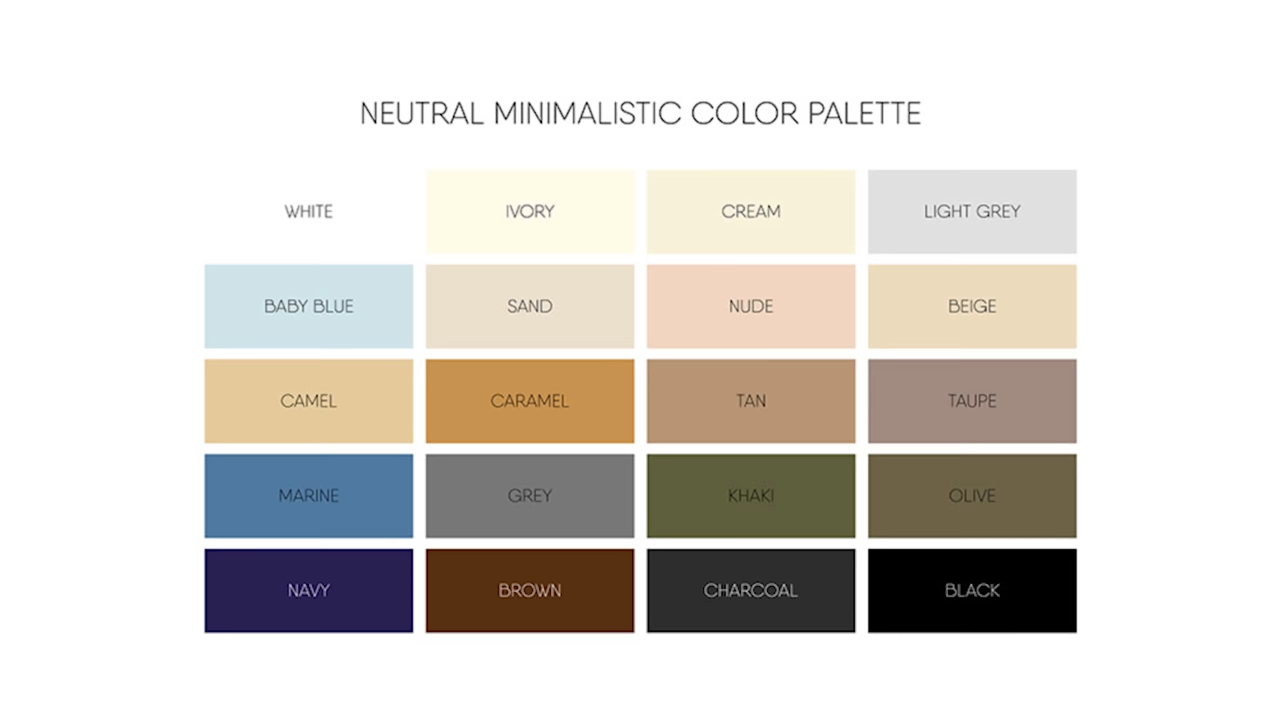 NEUTRAL MINIMALISTIC COLOR PALETTE
WHITE
IVORY
CREAM
LIGHT GREY
BABY BLUE
SAND
NUDE
BEIGE
CAMEL
CARAMEL
TAN
TAUPE
MARINE
GREY
KHAKI
OLIVE
NAVY
BROWN
CHARCOAL
BLACK